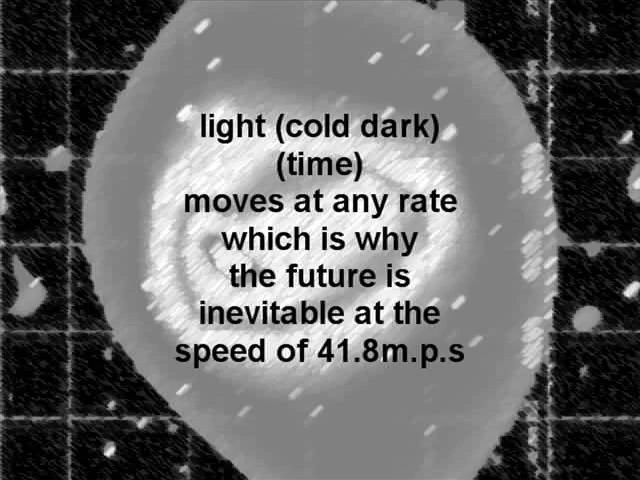 light (cold dark)
(time)
moves at any rate
which is why
the future is
inevitable at the
speed of 41.8m.p.s